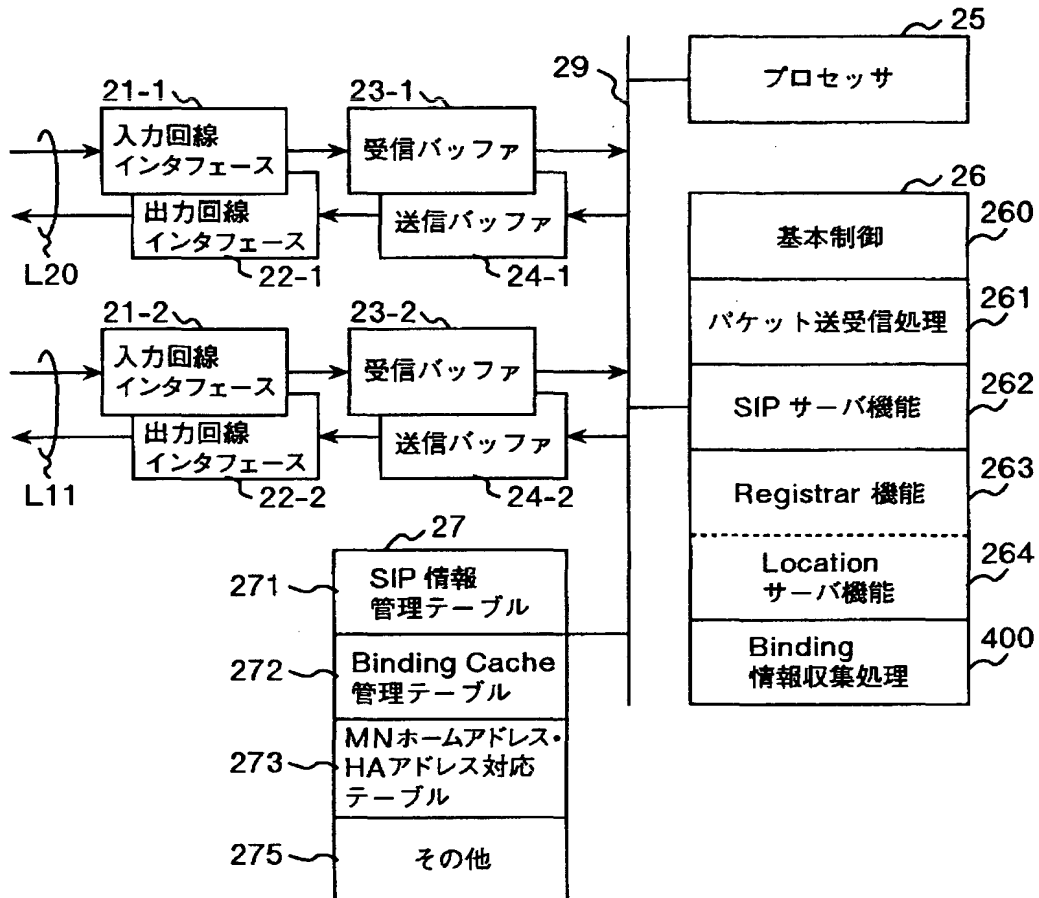 25
プロセッサ
29
21-1
入力回線
インタフェース
23-1
受信バッファ
出力回線
インタフェース
22-1
送信バッファ
24-1
L20
21-2
入力回線
インタフェース
23-2
受信バッファ
出力回線
インタフェース
22-2
送信バッファ
24-2
L11
26
基本制御
260
パケット送受信処理
261
SIP サーバ機能
262
Registrar 機能
263
Location
サーバ機能
264
Binding
情報収集処理
400
27
271
SIP 情報
管理テーブル
272
Binding Cache
管理テーブル
273
MNホームアドレス・
HAアドレス対応
テーブル
275
その他